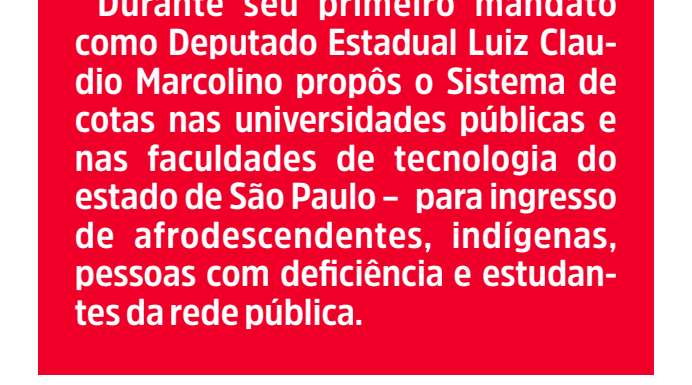 Durante seu primeiro mandato
como Deputado Estadual Luiz Clau-
dio Marcolino propôs o Sistema de
cotas nas universidades públicas e
nas faculdades de tecnologia do
estado de São Paulo – para ingresso
de afrodescendentes, indígenas,
pessoas com deficiência e estudan-
tes da rede pública.